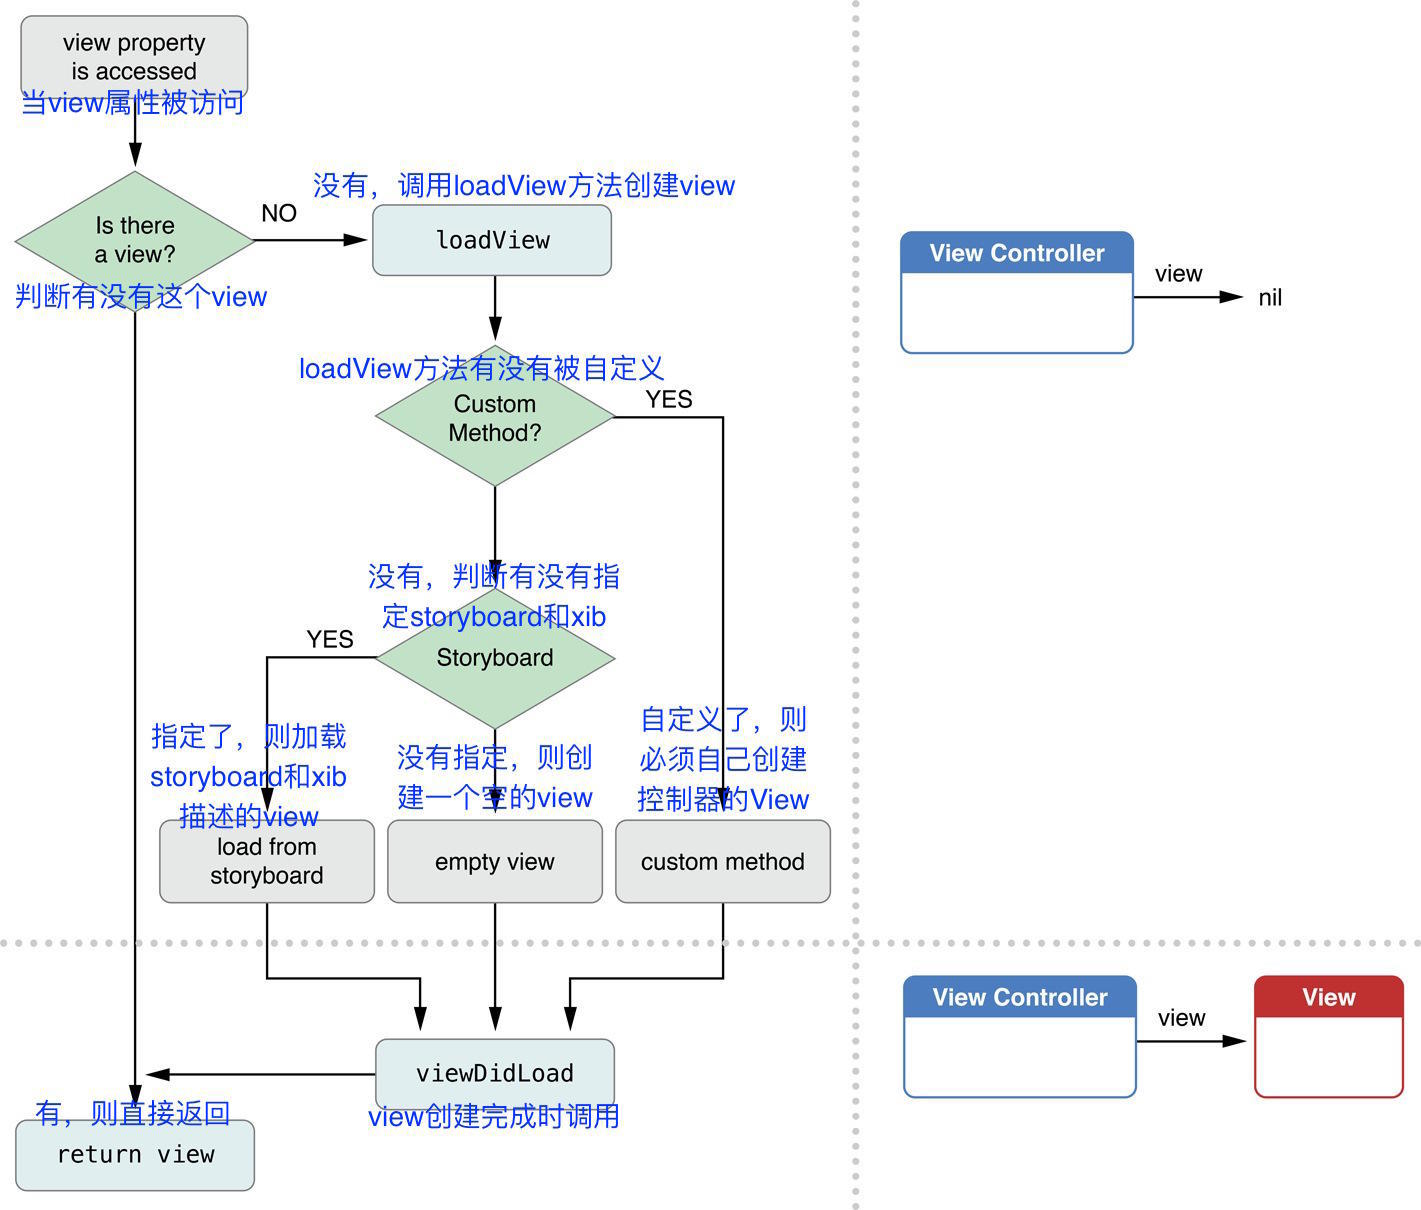 view property
is accessed
当view属性被访问
没有，调用loadView方法创建view
NO
Is there
a view?
loadView
View Controller
view
nil
判断有没有这个view
loadView方法有没有被自定义
YES
Custom
Method?
没有，判断有没有指
定storyboard和xib
YES
Storyboard
指定了，则加载
storyboard和xib
描述的view
没有指定，则创
建一个空的view
自定义了，则
必须自己创建
控制器的View
load from
storyboard
empty view
custom method
View Controller
view
View
viewDidLoad
view创建完成时调用
有，则直接返回
return view